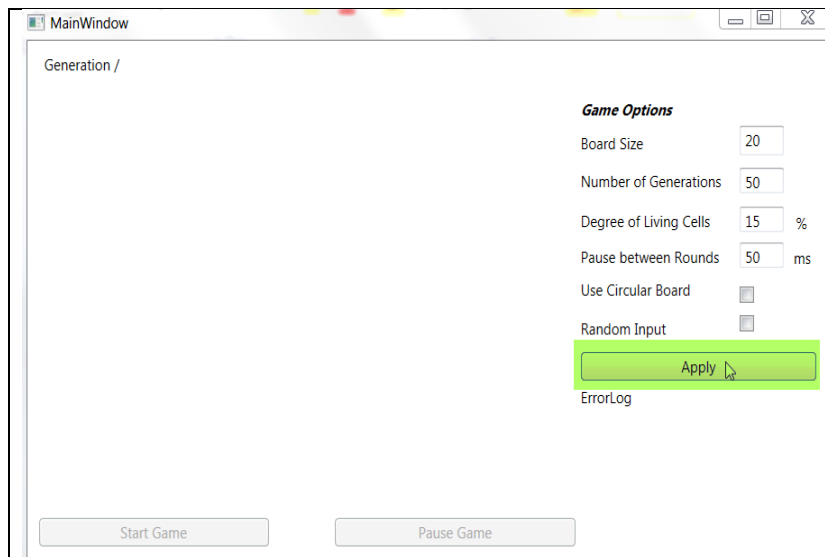 MainWindow
Generation /
Game Options
Board Size 20
Number of Generations 50
Degree of Living Cells 15 %
Pause between Rounds 50 ms
Use Circular Board
Random Input
Apply
ErrorLog
Start Game Pause Game